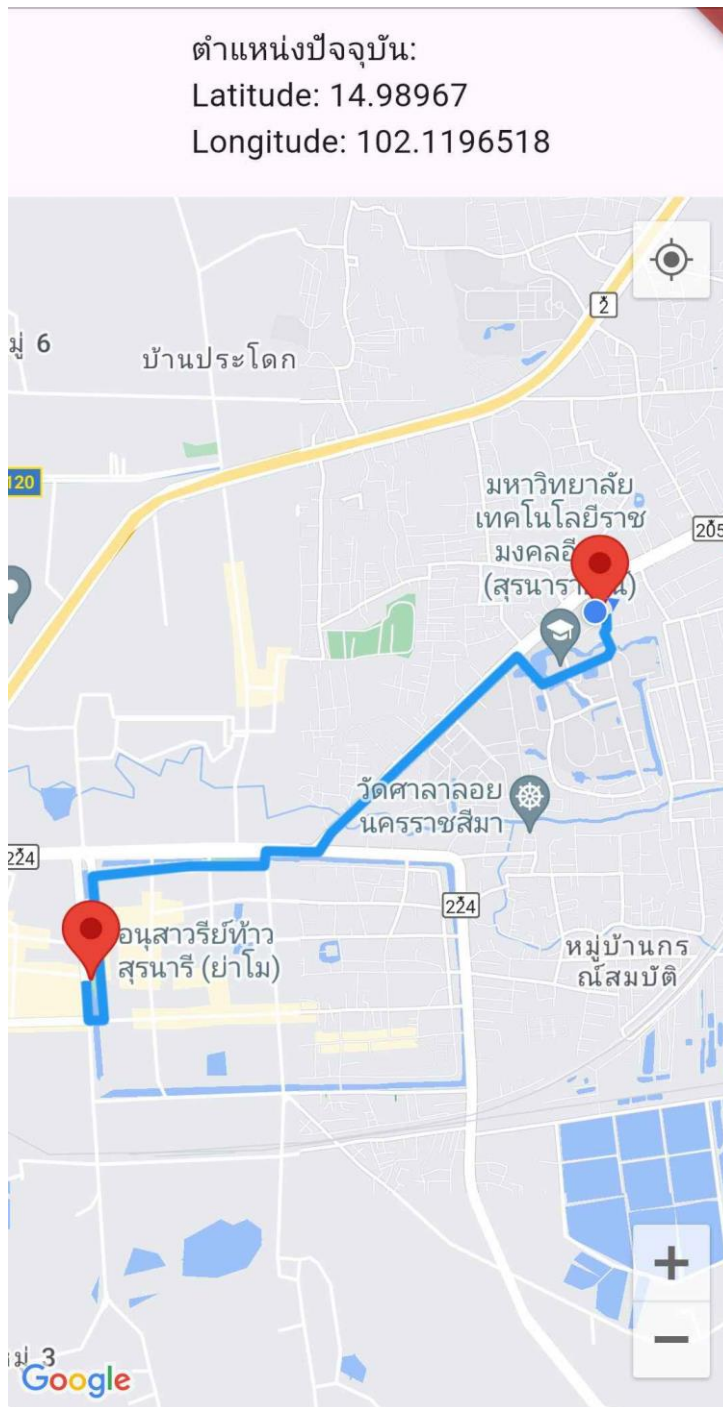 ตำแหน่งปัจจุบัน:
Latitude: 14.98967
Longitude: 102.1196518
2
มู่ 6
บ้านประโดก
120
มหาวิทยาลัย
เทคโนโลยีราช
205
224
วัดศาลาลอย
นครราชสีมา
224
อนุสาวรีย์ท้าว
สุรนารี (ย่าโม)
หมู่บ้านกร
ณ์สมบัติ
มู่ 3
Google